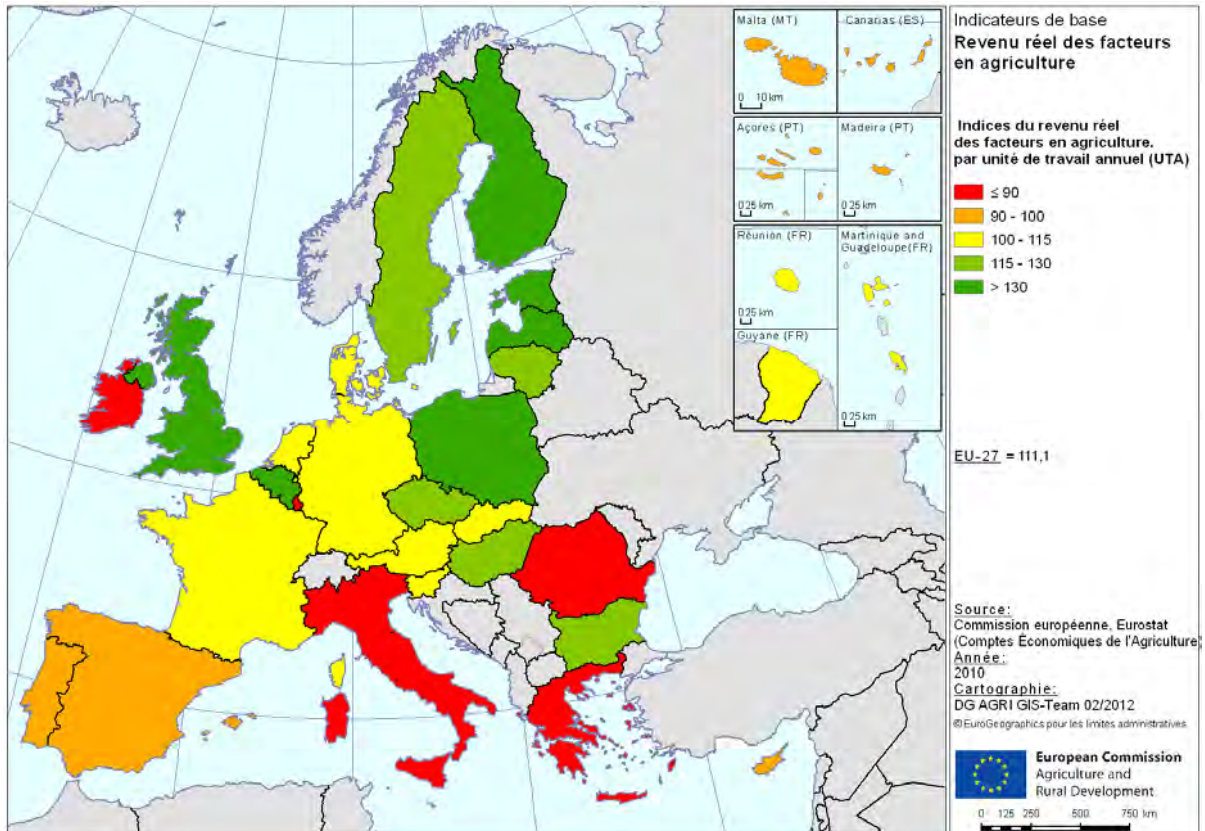 Malta (MT)
Canarias (ES)
0 10 km
0 25 km
Açores (PT)
Madeira (PT)
0 25 km
0 25 km
0 25 km
Réunion (FR)
Martinique and
Guadeloupe(FR)
0 25 km
Guyane (FR)
0 25 km
Indicateurs de base
Revenu réel des facteurs
en agriculture
Indices du revenu réel
des facteurs en agriculture.
par unité de travail annuel (UTA)
≤ 90
90 - 100
100 - 115
115 - 130
> 130
EU-27 = 111,1
Source:
Commission européenne, Eurostat
(Comptes Économiques de l'Agriculture)
Année:
2010
Cartographie:
DG AGRI GIS-Team 02/2012
©EuroGeographics pour les limites administratives
European Commission
Agriculture and
Rural Development
0 125 250 500 750 km